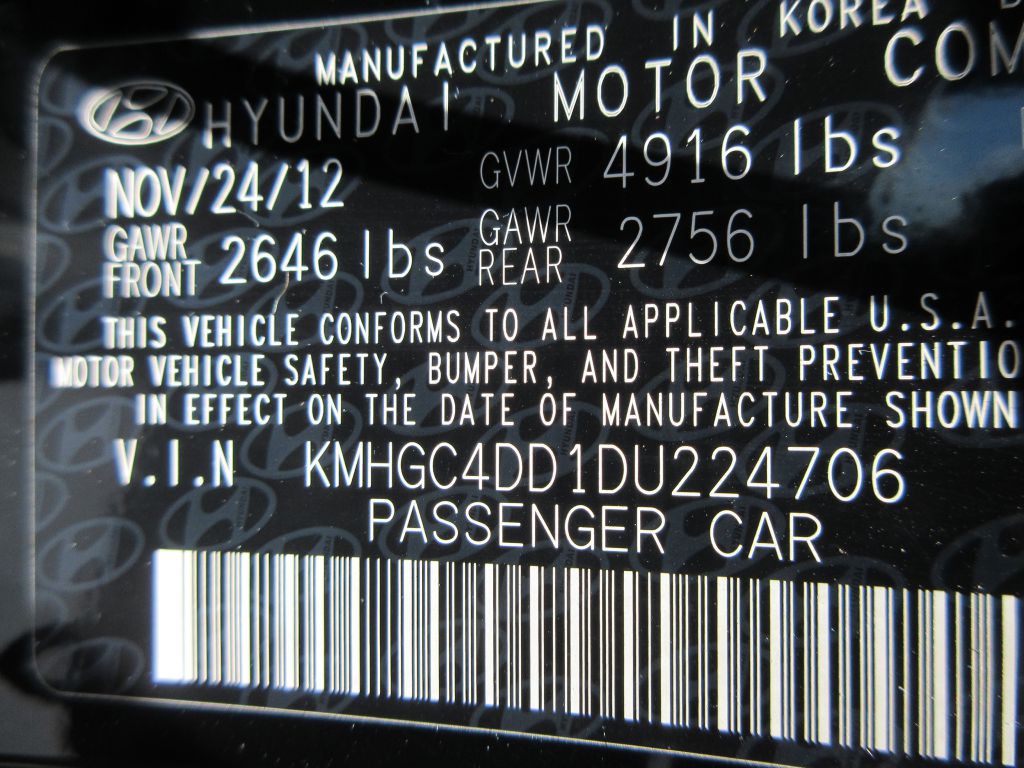 MANUFACTURED IN KOREA
HYUNDAI MOTOR COM
NOV/24/12 GVWR 4916 lbs
GAWR FRONT 2646 lbs GAWR REAR 2756 lbs
THIS VEHICLE CONFORMS TO ALL APPLICABLE U.S.A.
MOTOR VEHICLE SAFETY, BUMPER, AND THEFT PREVENTIO
IN EFFECT ON THE DATE OF MANUFACTURE SHOWN
V.I.N KMHGC4DD1DU224706
PASSENGER CAR